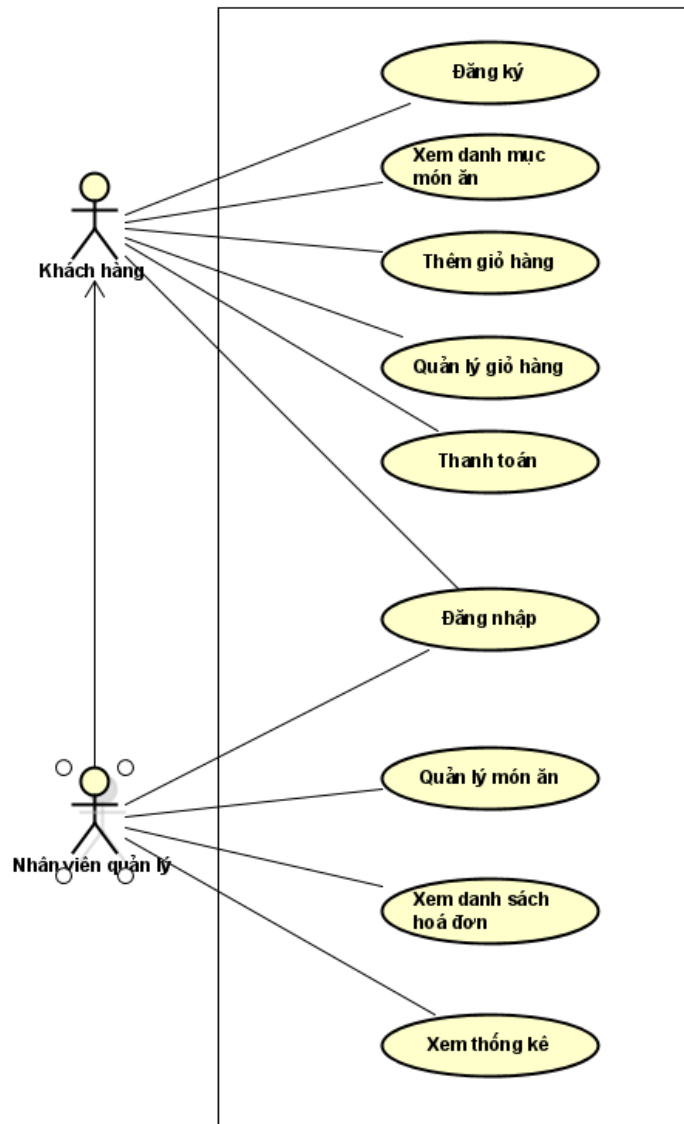 Đăng ký
Xem danh mục
món ăn
Thêm giỏ hàng
Khách hàng
Quản lý giỏ hàng
Thanh toán
Đăng nhập
Quản lý món ăn
Nhân viên quản lý
Xem danh sách
hoá đơn
Xem thống kê